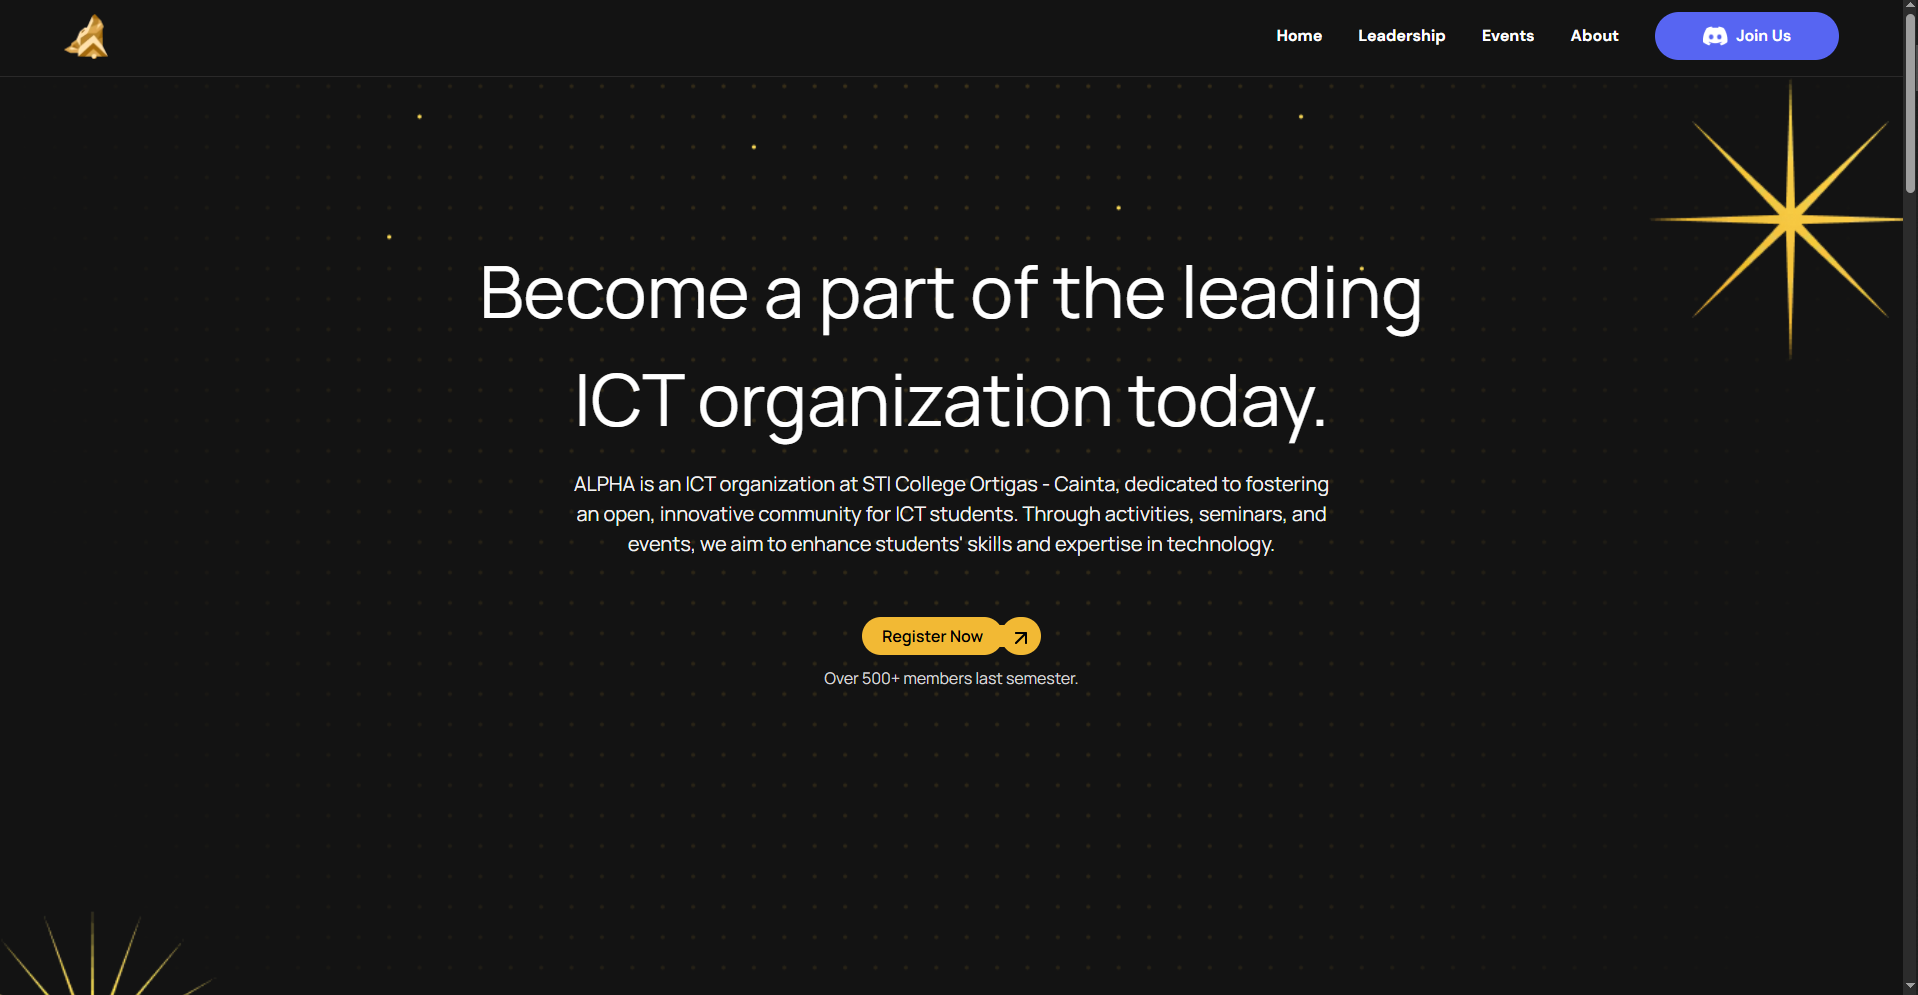 Home Leadership Events About Join Us
Become a part of the leading
ICT organization today.
ALPHA is an ICT organization at STI College Ortigas - Cainta, dedicated to fostering
an open, innovative community for ICT students. Through activities, seminars, and
events, we aim to enhance students' skills and expertise in technology.
Register Now
Over 500+ members last semester.